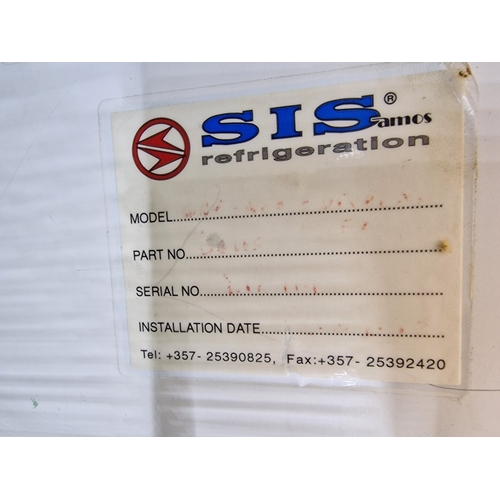 SIS®
amos
refrigeration
MODEL
PART NO
SERIAL NO
INSTALLATION DATE
Tel: +357- 25390825, Fax:+357- 25392420